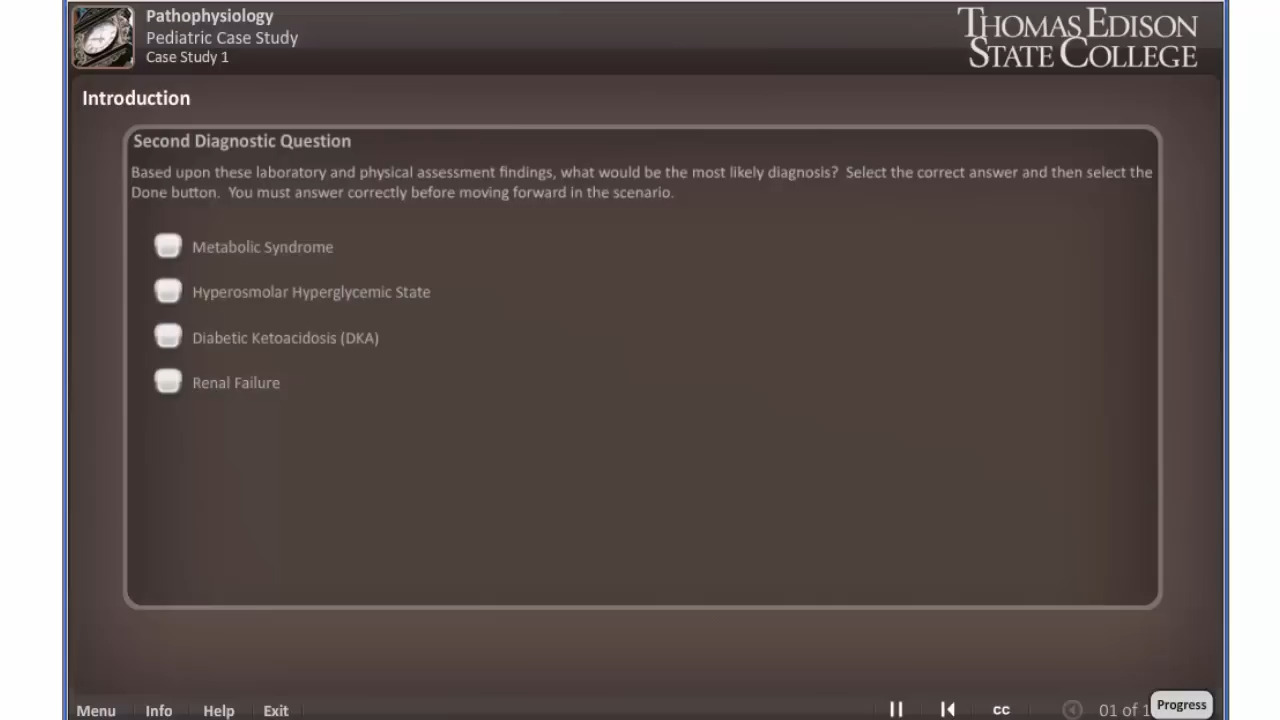 Pathophysiology
Pediatric Case Study
Case Study 1
THOMAS EDISON
STATE COLLEGE
Introduction
Second Diagnostic Question
Based upon these laboratory and physical assessment findings, what would be the most likely diagnosis? Select the correct answer and then select the
Done button. You must answer correctly before moving forward in the scenario.
Metabolic Syndrome
Hyperosmolar Hyperglycemic State
Diabetic Ketoacidosis (DKA)
Renal Failure
Menu Info Help Exit CC 01 of 1 Progress